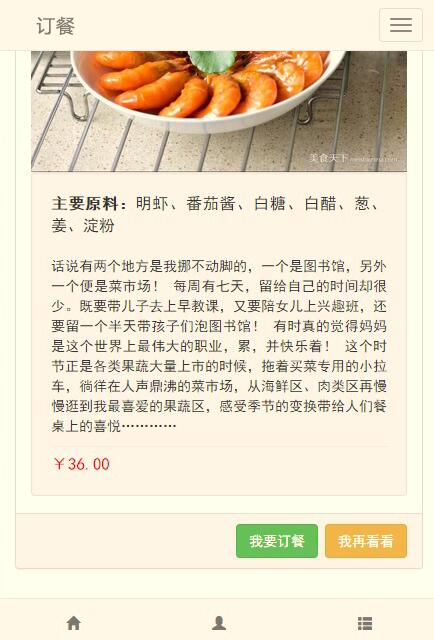 订餐
美食天下 meishichina.com
主要原料：明虾、番茄酱、白糖、白醋、葱、
姜、淀粉
话说有两个地方是我挪不动脚的，一个是图书馆，另外
一个便是菜市场！ 每周有七天，留给自己的时间却很
少。既要带儿子去上早教课，又要陪女儿上兴趣班，还
要留一个半天带孩子们泡图书馆！ 有时真的觉得妈妈
是这个世界上最伟大的职业，累，并快乐着！ 这个时
节正是各类果蔬大量上市的时候，拖着买菜专用的小拉
车，徜徉在人声鼎沸的菜市场，从海鲜区、肉类区再慢
慢逛到我最喜爱的果蔬区，感受季节的变换带给人们餐
桌上的喜悦…………
￥36.00
我要订餐 我再看看